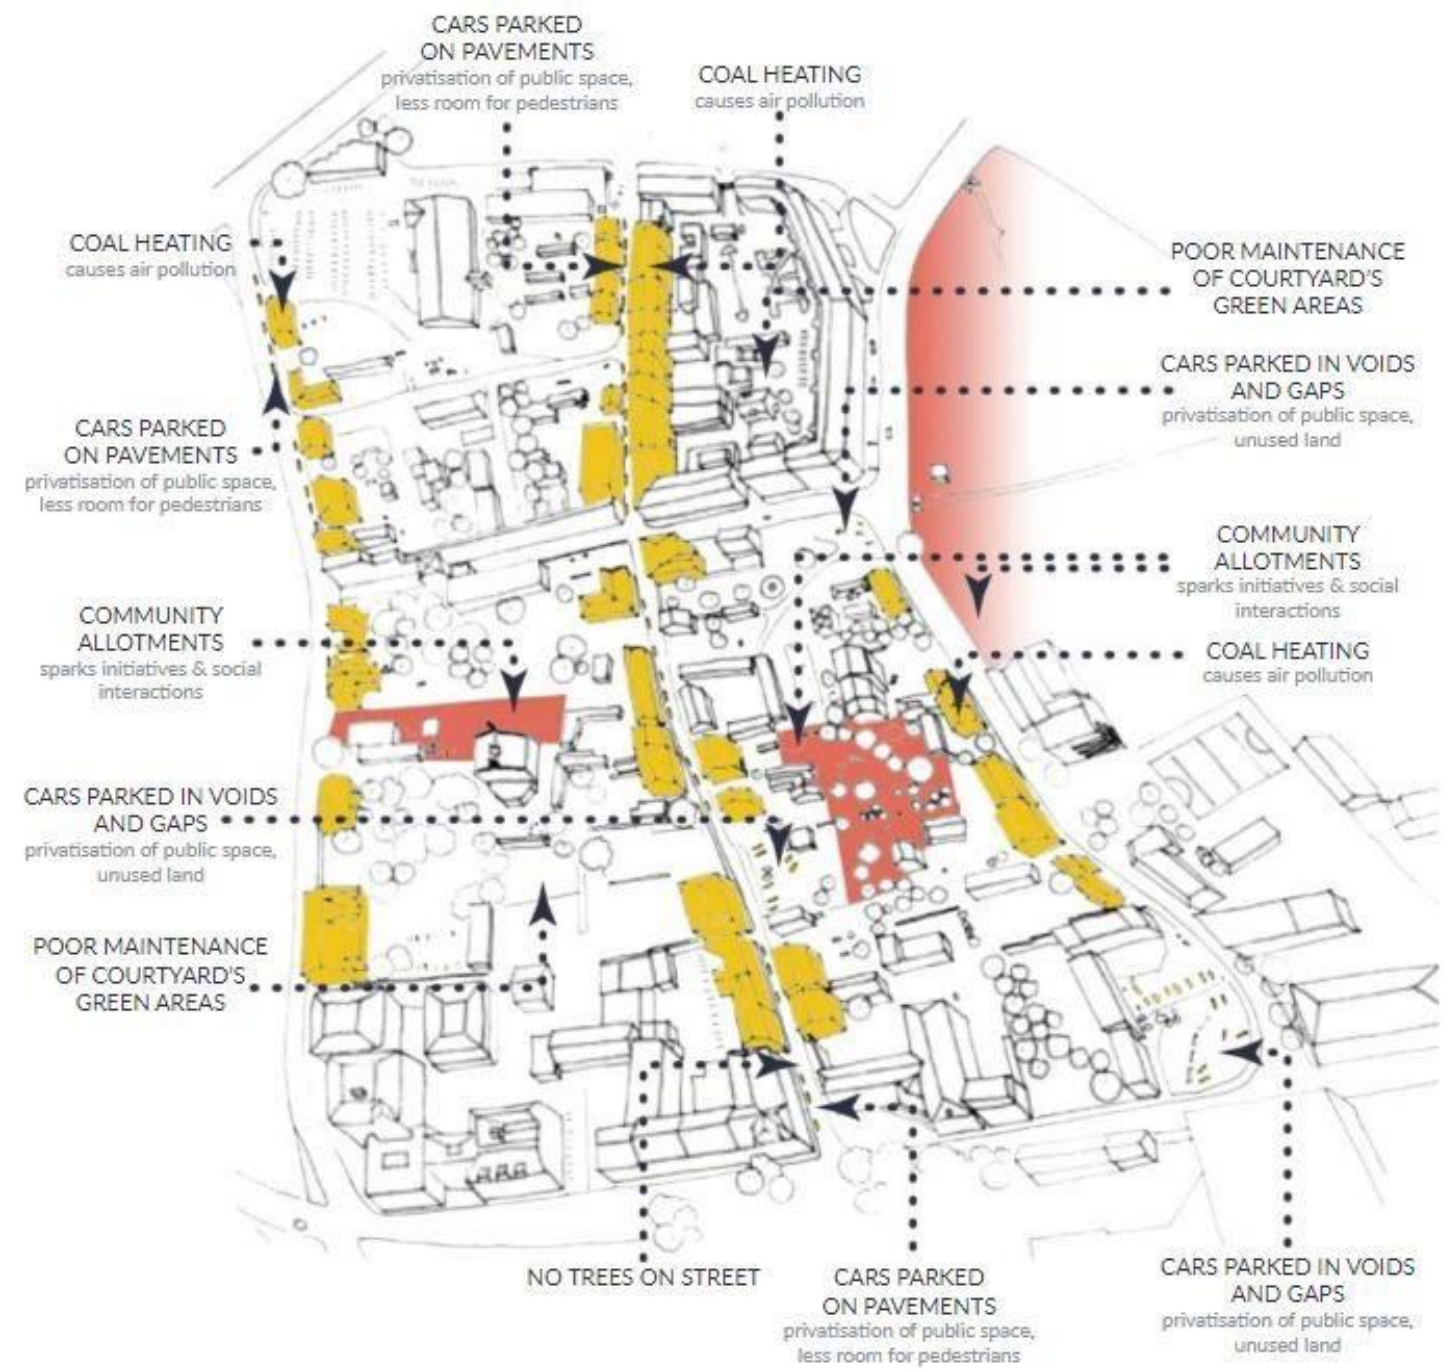 CARS PARKED
ON PAVEMENTS
privatisation of public space,
less room for pedestrians
COAL HEATING
causes air pollution
COAL HEATING
causes air pollution
POOR MAINTENANCE
OF COURTYARD'S
GREEN AREAS
CARS PARKED IN VOIDS
AND GAPS
privatisation of public space,
unused land
CARS PARKED
ON PAVEMENTS
privatisation of public space,
less room for pedestrians
COMMUNITY
ALLOTMENTS
sparks initiatives & social
interactions
COMMUNITY
ALLOTMENTS
sparks initiatives & social
interactions
COAL HEATING
causes air pollution
CARS PARKED IN VOIDS
AND GAPS
privatisation of public space,
unused land
POOR MAINTENANCE
OF COURTYARD'S
GREEN AREAS
NO TREES ON STREET
CARS PARKED
ON PAVEMENTS
privatisation of public space,
less room for pedestrians
CARS PARKED IN VOIDS
AND GAPS
privatisation of public space,
unused land